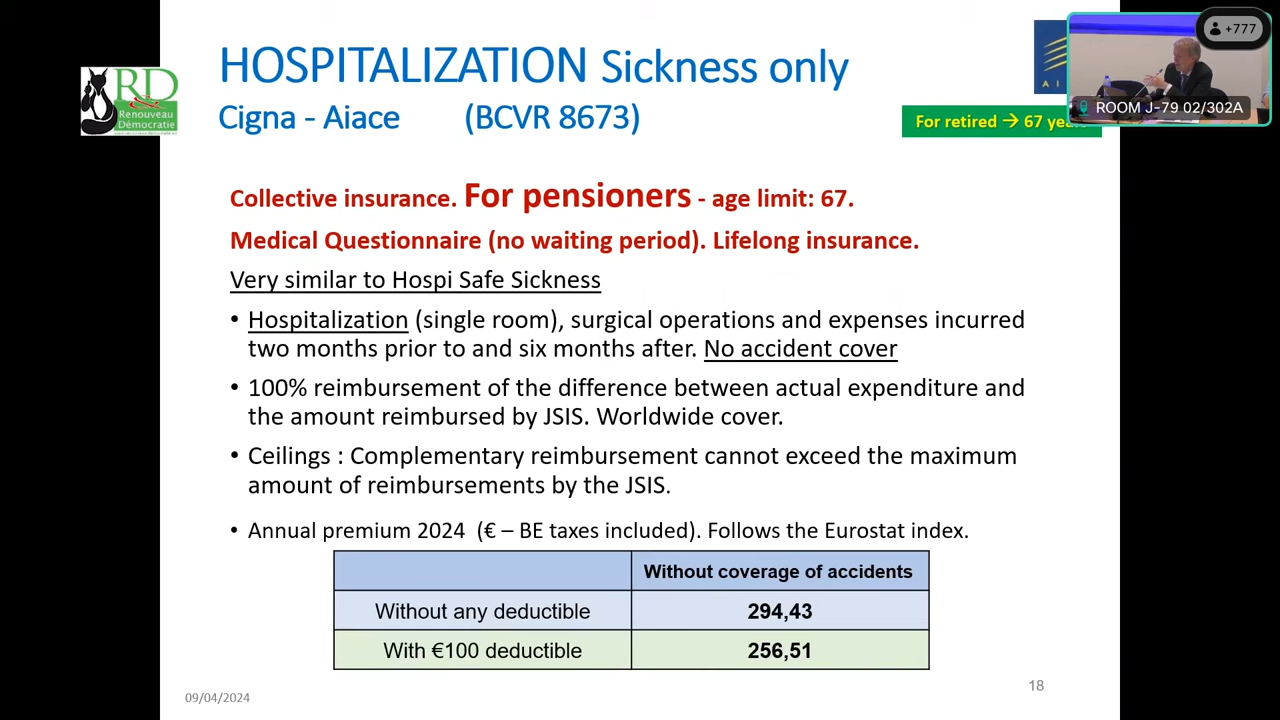 HOSPITALIZATION Sickness only
Cigna - Aiace (BCVR 8673)
RD
Renouveau
Démocratie
+777
ROOM J-79 02/302A
For retired → 67 years
Collective insurance. For pensioners - age limit: 67.
Medical Questionnaire (no waiting period). Lifelong insurance.
Very similar to Hospi Safe Sickness
• Hospitalization (single room), surgical operations and expenses incurred
two months prior to and six months after. No accident cover
• 100% reimbursement of the difference between actual expenditure and
the amount reimbursed by JSIS. Worldwide cover.
• Ceilings : Complementary reimbursement cannot exceed the maximum
amount of reimbursements by the JSIS.
• Annual premium 2024 (€ – BE taxes included). Follows the Eurostat index.
Without coverage of accidents
Without any deductible 294,43
With €100 deductible 256,51
09/04/2024
18